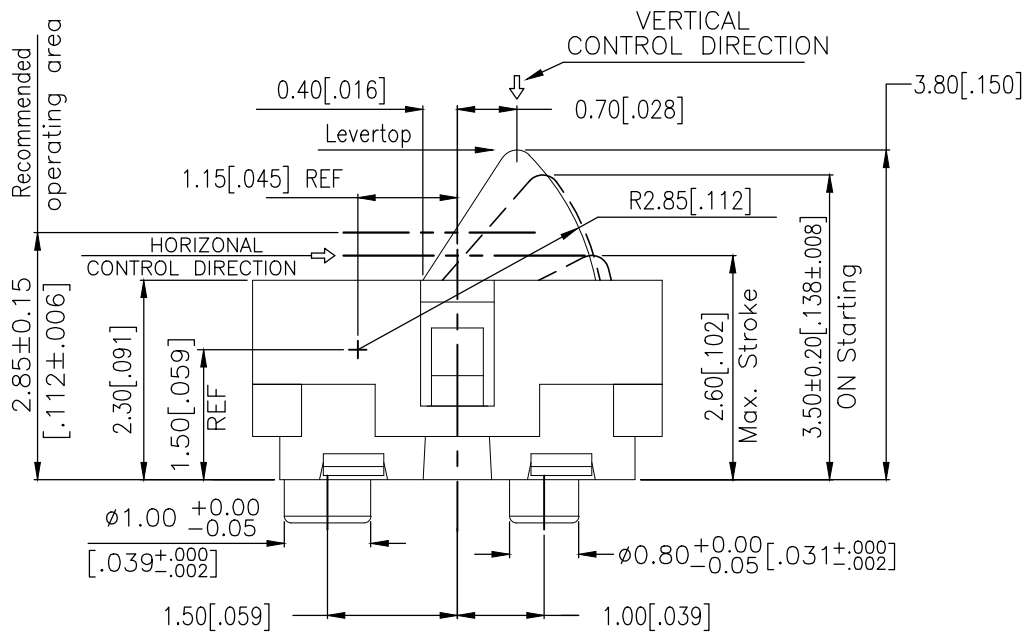 VERTICAL
CONTROL DIRECTION
Recommended
operating area
0.40[.016]
0.70[.028]
3.80[.150]
Levertop
1.15[.045] REF
R2.85[.112]
HORIZONAL
CONTROL DIRECTION
2.85±0.15
[.112±.006]
2.30[.091]
1.50[.059]
REF
2.60[.102]
Max. Stroke
3.50±0.20[.138±.008]
ON Starting
ø1.00 +0.00
-0.05
[.039+.000
-.002]
ø0.80+0.00
-0.05[.031+.000
-.002]
1.50[.059]
1.00[.039]